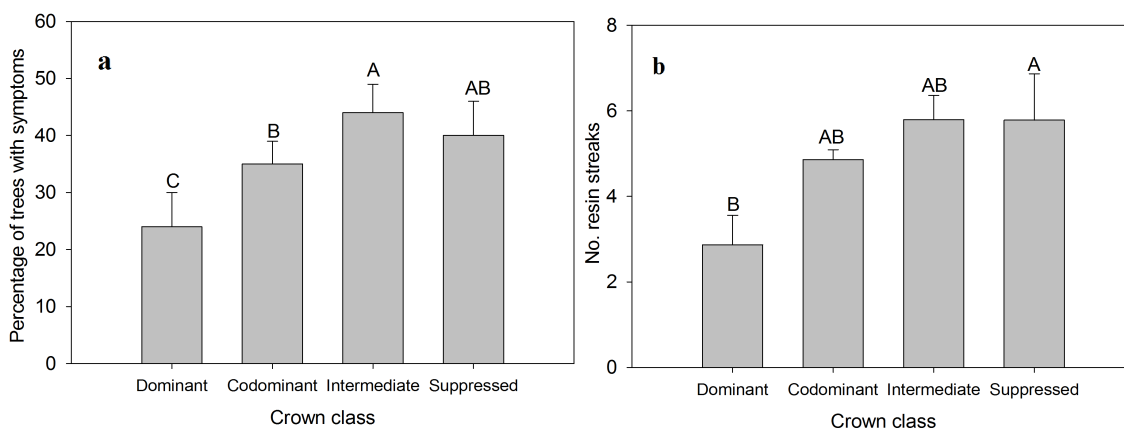 a
Percentage of trees with symptoms
60
50
40
30
20
10
0
C
B
A
AB
Dominant
Codominant
Intermediate
Suppressed
Crown class
b
No. resin streaks
8
6
4
2
0
B
AB
AB
A
Dominant
Codominant
Intermediate
Suppressed
Crown class